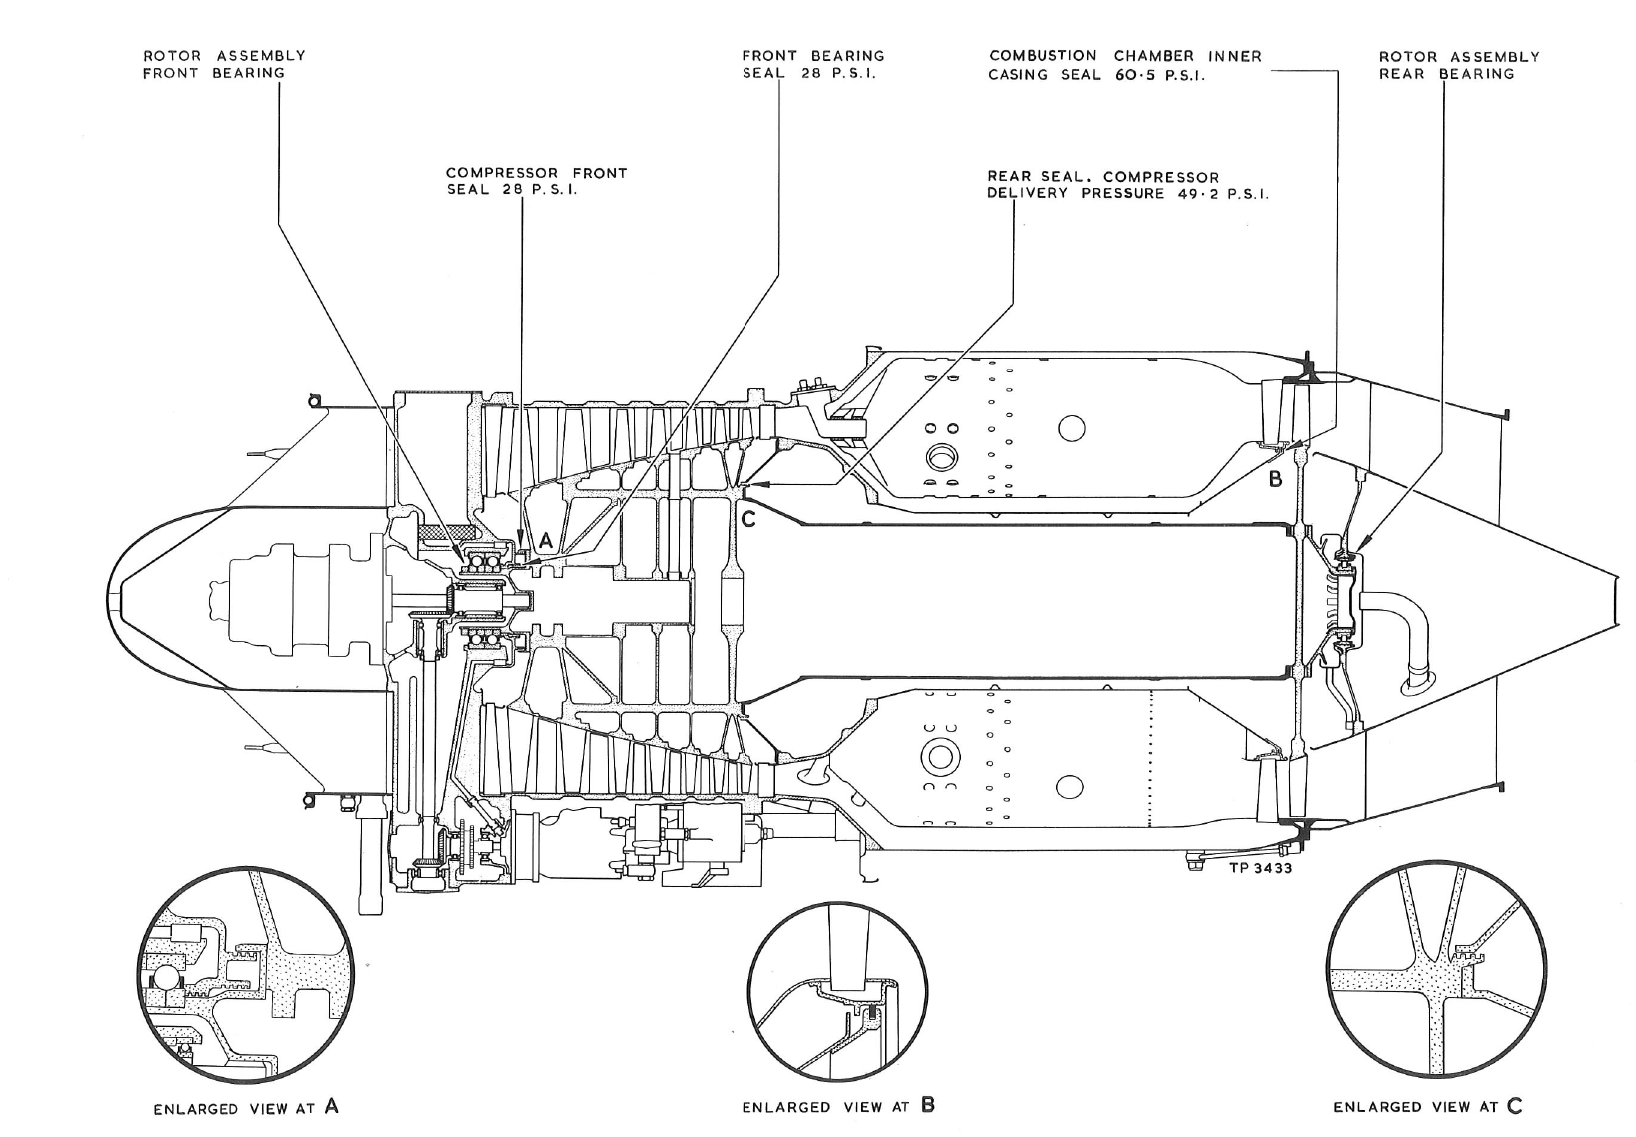 ROTOR ASSEMBLY
FRONT BEARING
FRONT BEARING
SEAL 28 P.S.I.
COMBUSTION CHAMBER INNER
CASING SEAL 60·5 P.S.I.
ROTOR ASSEMBLY
REAR BEARING
COMPRESSOR FRONT
SEAL 28 P.S.I.
REAR SEAL. COMPRESSOR
DELIVERY PRESSURE 49·2 P.S.I.
B
C
A
TP 3433
ENLARGED VIEW AT A
ENLARGED VIEW AT B
ENLARGED VIEW AT C